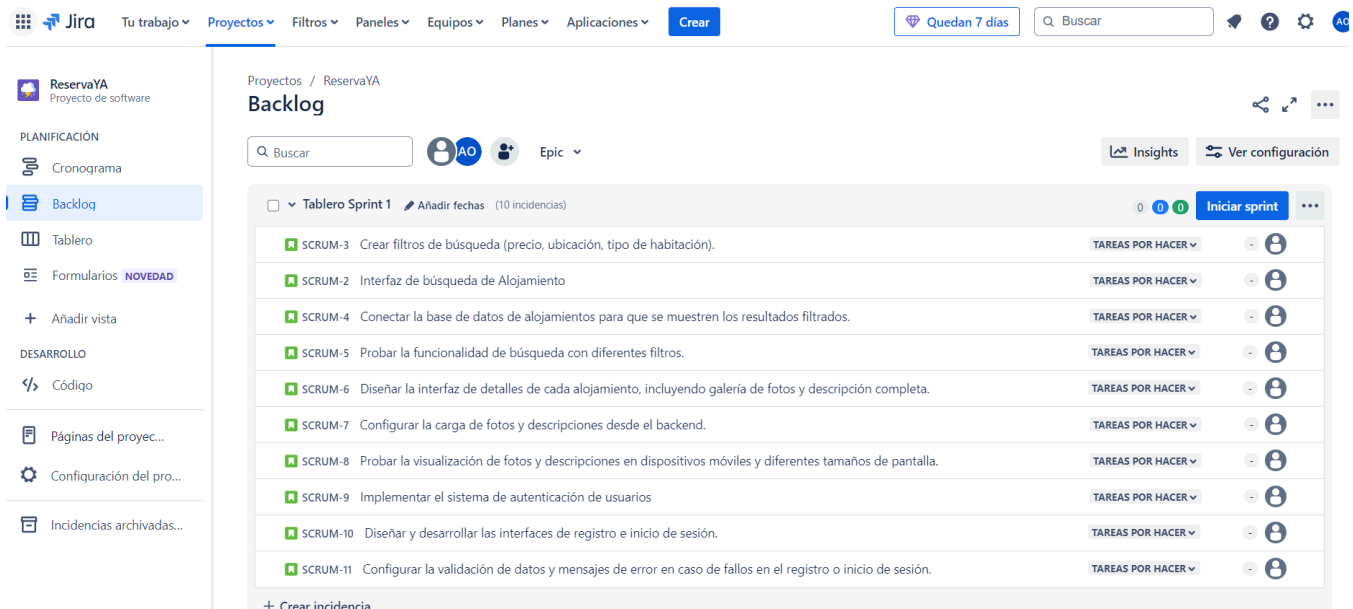 Jira Tu trabajo Proyectos Filtros Paneles Equipos Planes Aplicaciones Crear Quedan 7 días Buscar AO
ReservaYA
Proyecto de software
PLANIFICACIÓN
Cronograma
Backlog
Tablero
Formularios NOVEDAD
Añadir vista
DESARROLLO
Código
Páginas del proyec...
Configuración del pro...
Incidencias archivadas...
Proyectos / ReservaYA
Backlog
Buscar AO Epic Insights Ver configuración
Tablero Sprint 1 Añadir fechas (10 incidencias) 0 0 0 Iniciar sprint
SCRUM-3 Crear filtros de búsqueda (precio, ubicación, tipo de habitación). TAREAS POR HACER -
SCRUM-2 Interfaz de búsqueda de Alojamiento TAREAS POR HACER -
SCRUM-4 Conectar la base de datos de alojamientos para que se muestren los resultados filtrados. TAREAS POR HACER -
SCRUM-5 Probar la funcionalidad de búsqueda con diferentes filtros. TAREAS POR HACER -
SCRUM-6 Diseñar la interfaz de detalles de cada alojamiento, incluyendo galería de fotos y descripción completa. TAREAS POR HACER -
SCRUM-7 Configurar la carga de fotos y descripciones desde el backend. TAREAS POR HACER -
SCRUM-8 Probar la visualización de fotos y descripciones en dispositivos móviles y diferentes tamaños de pantalla. TAREAS POR HACER -
SCRUM-9 Implementar el sistema de autenticación de usuarios TAREAS POR HACER -
SCRUM-10 Diseñar y desarrollar las interfaces de registro e inicio de sesión. TAREAS POR HACER -
SCRUM-11 Configurar la validación de datos y mensajes de error en caso de fallos en el registro o inicio de sesión. TAREAS POR HACER -
+ Crear incidencia